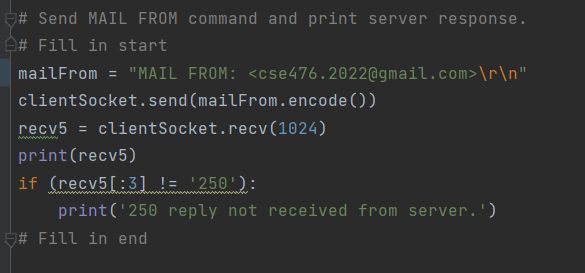 # Send MAIL FROM command and print server response.
# Fill in start
mailFrom = "MAIL FROM: <cse476.2022@gmail.com>\r\n"
clientSocket.send(mailFrom.encode())
recv5 = clientSocket.recv(1024)
print(recv5)
if (recv5[:3] != '250'):
    print('250 reply not received from server.')
# Fill in end